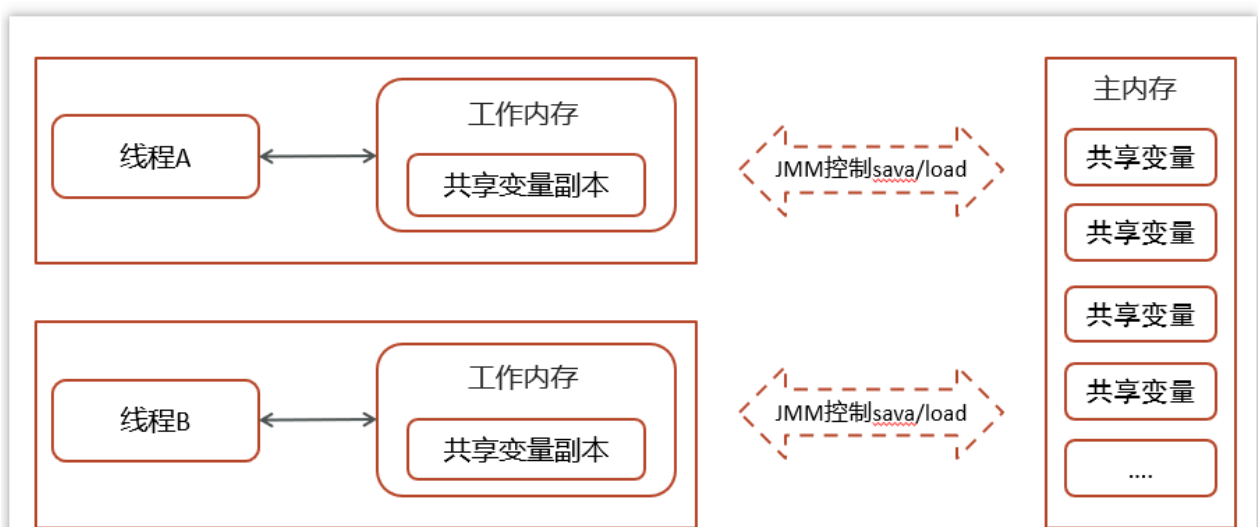 主内存
工作内存
线程A
共享变量副本
JMM控制sava/load
共享变量
共享变量
共享变量
共享变量
....
工作内存
线程B
共享变量副本
JMM控制sava/load